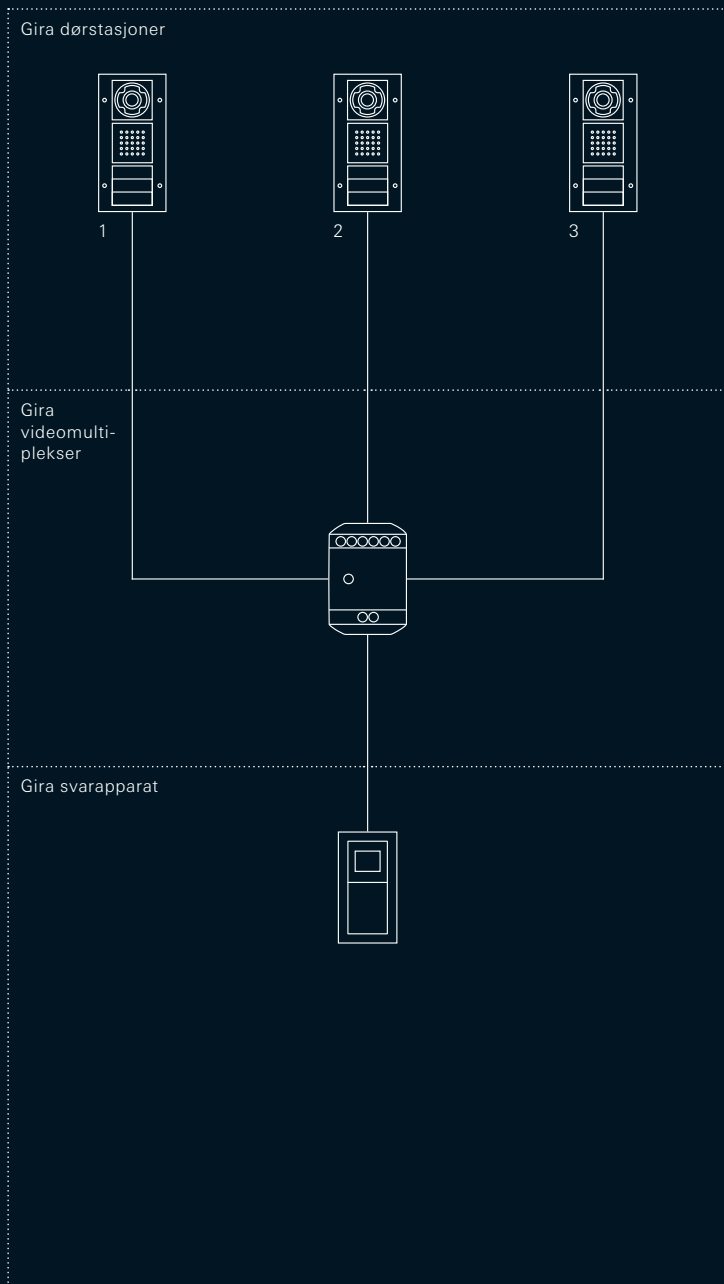 Gira dørstasjoner
1
2
3
Gira
videomulti-
plekser
Gira svarapparat